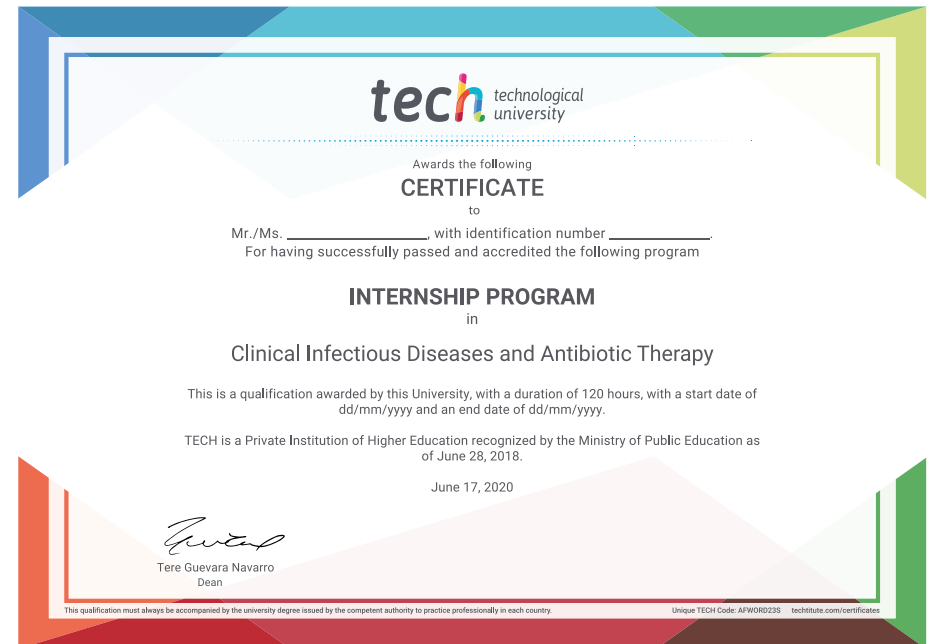 tech technological
university
Awards the following
CERTIFICATE
to
Mr./Ms. ____________________, with identification number ______________.
For having successfully passed and accredited the following program
INTERNSHIP PROGRAM
in
Clinical Infectious Diseases and Antibiotic Therapy
This is a qualification awarded by this University, with a duration of 120 hours, with a start date of
dd/mm/yyyy and an end date of dd/mm/yyyy.
TECH is a Private Institution of Higher Education recognized by the Ministry of Public Education as
of June 28, 2018.
June 17, 2020
Tere Guevara Navarro
Dean
This qualification must always be accompanied by the university degree issued by the competent authority to practice professionally in each country. Unique TECH Code: AFWORD23S techtitute.com/certificates